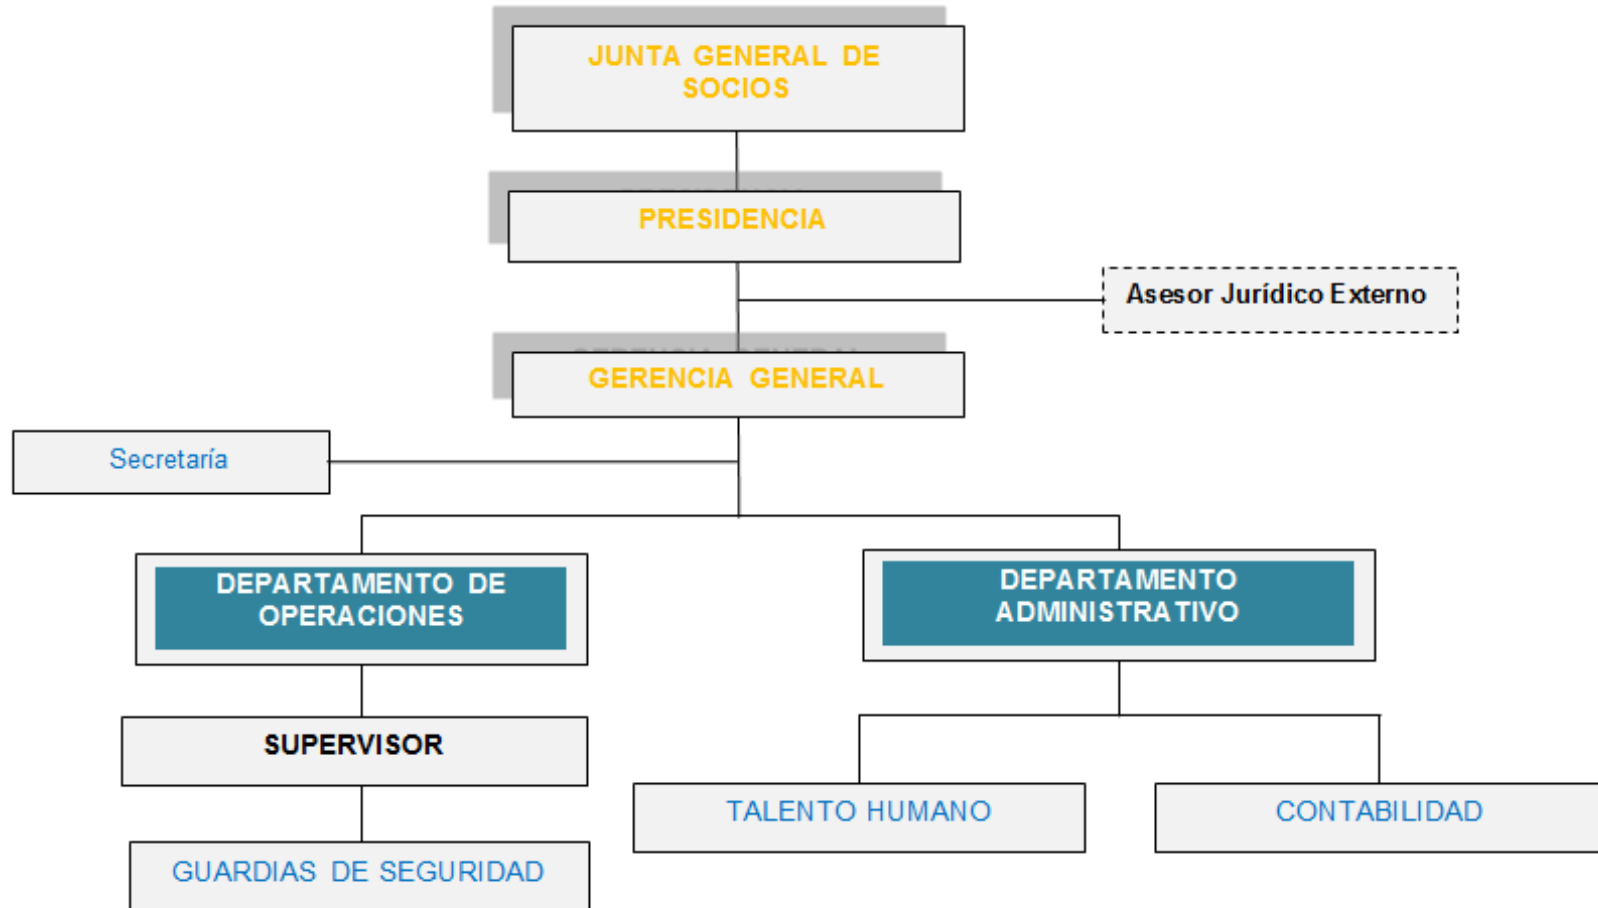 JUNTA GENERAL DE
SOCIOS
PRESIDENCIA
Asesor Jurídico Externo
GERENCIA GENERAL
Secretaría
DEPARTAMENTO DE
OPERACIONES
DEPARTAMENTO
ADMINISTRATIVO
SUPERVISOR
TALENTO HUMANO
CONTABILIDAD
GUARDIAS DE SEGURIDAD